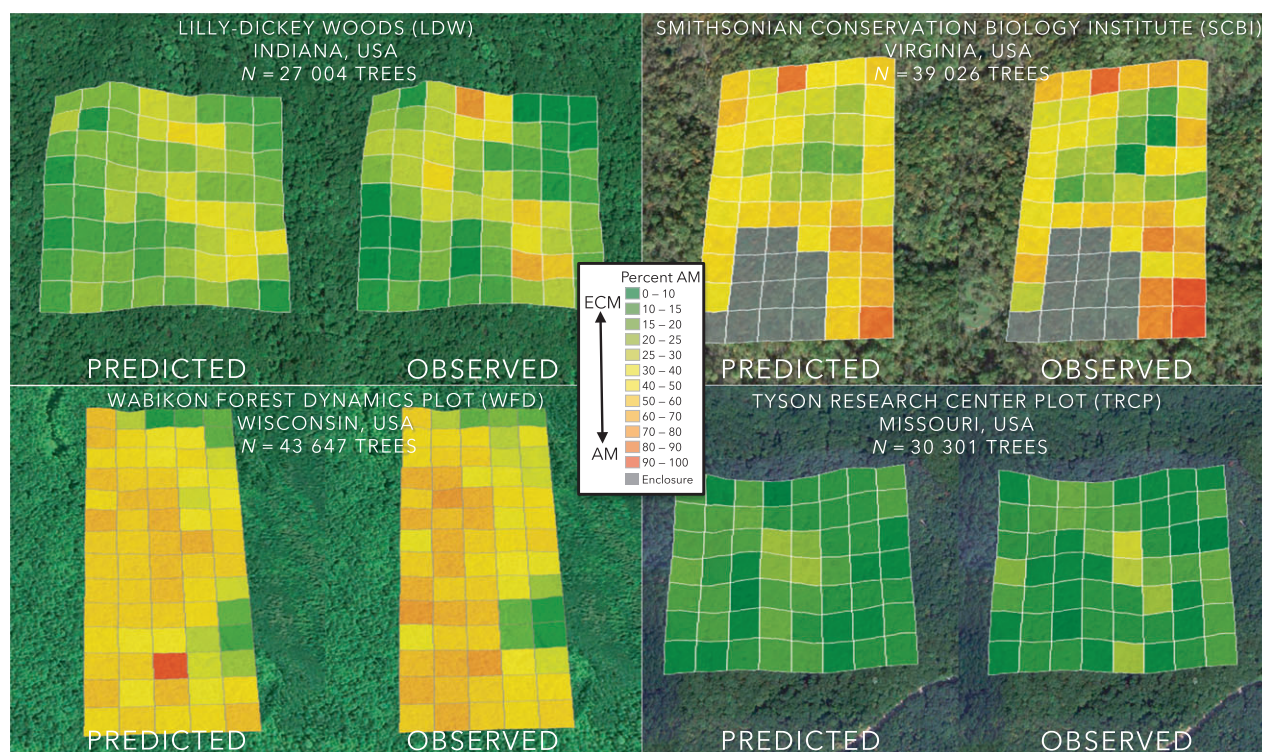 LILLY-DICKEY WOODS (LDW)
INDIANA, USA
N = 27 004 TREES
PREDICTED
OBSERVED
SMITHSONIAN CONSERVATION BIOLOGY INSTITUTE (SCBI)
VIRGINIA, USA
N = 39 026 TREES
PREDICTED
OBSERVED
Percent AM
ECM
AM
0 – 10
10 – 15
15 – 20
20 – 25
25 – 30
30 – 40
40 – 50
50 – 60
60 – 70
70 – 80
80 – 90
90 – 100
Enclosure
WABIKON FOREST DYNAMICS PLOT (WFD)
WISCONSIN, USA
N = 43 647 TREES
PREDICTED
OBSERVED
TYSON RESEARCH CENTER PLOT (TRCP)
MISSOURI, USA
N = 30 301 TREES
PREDICTED
OBSERVED